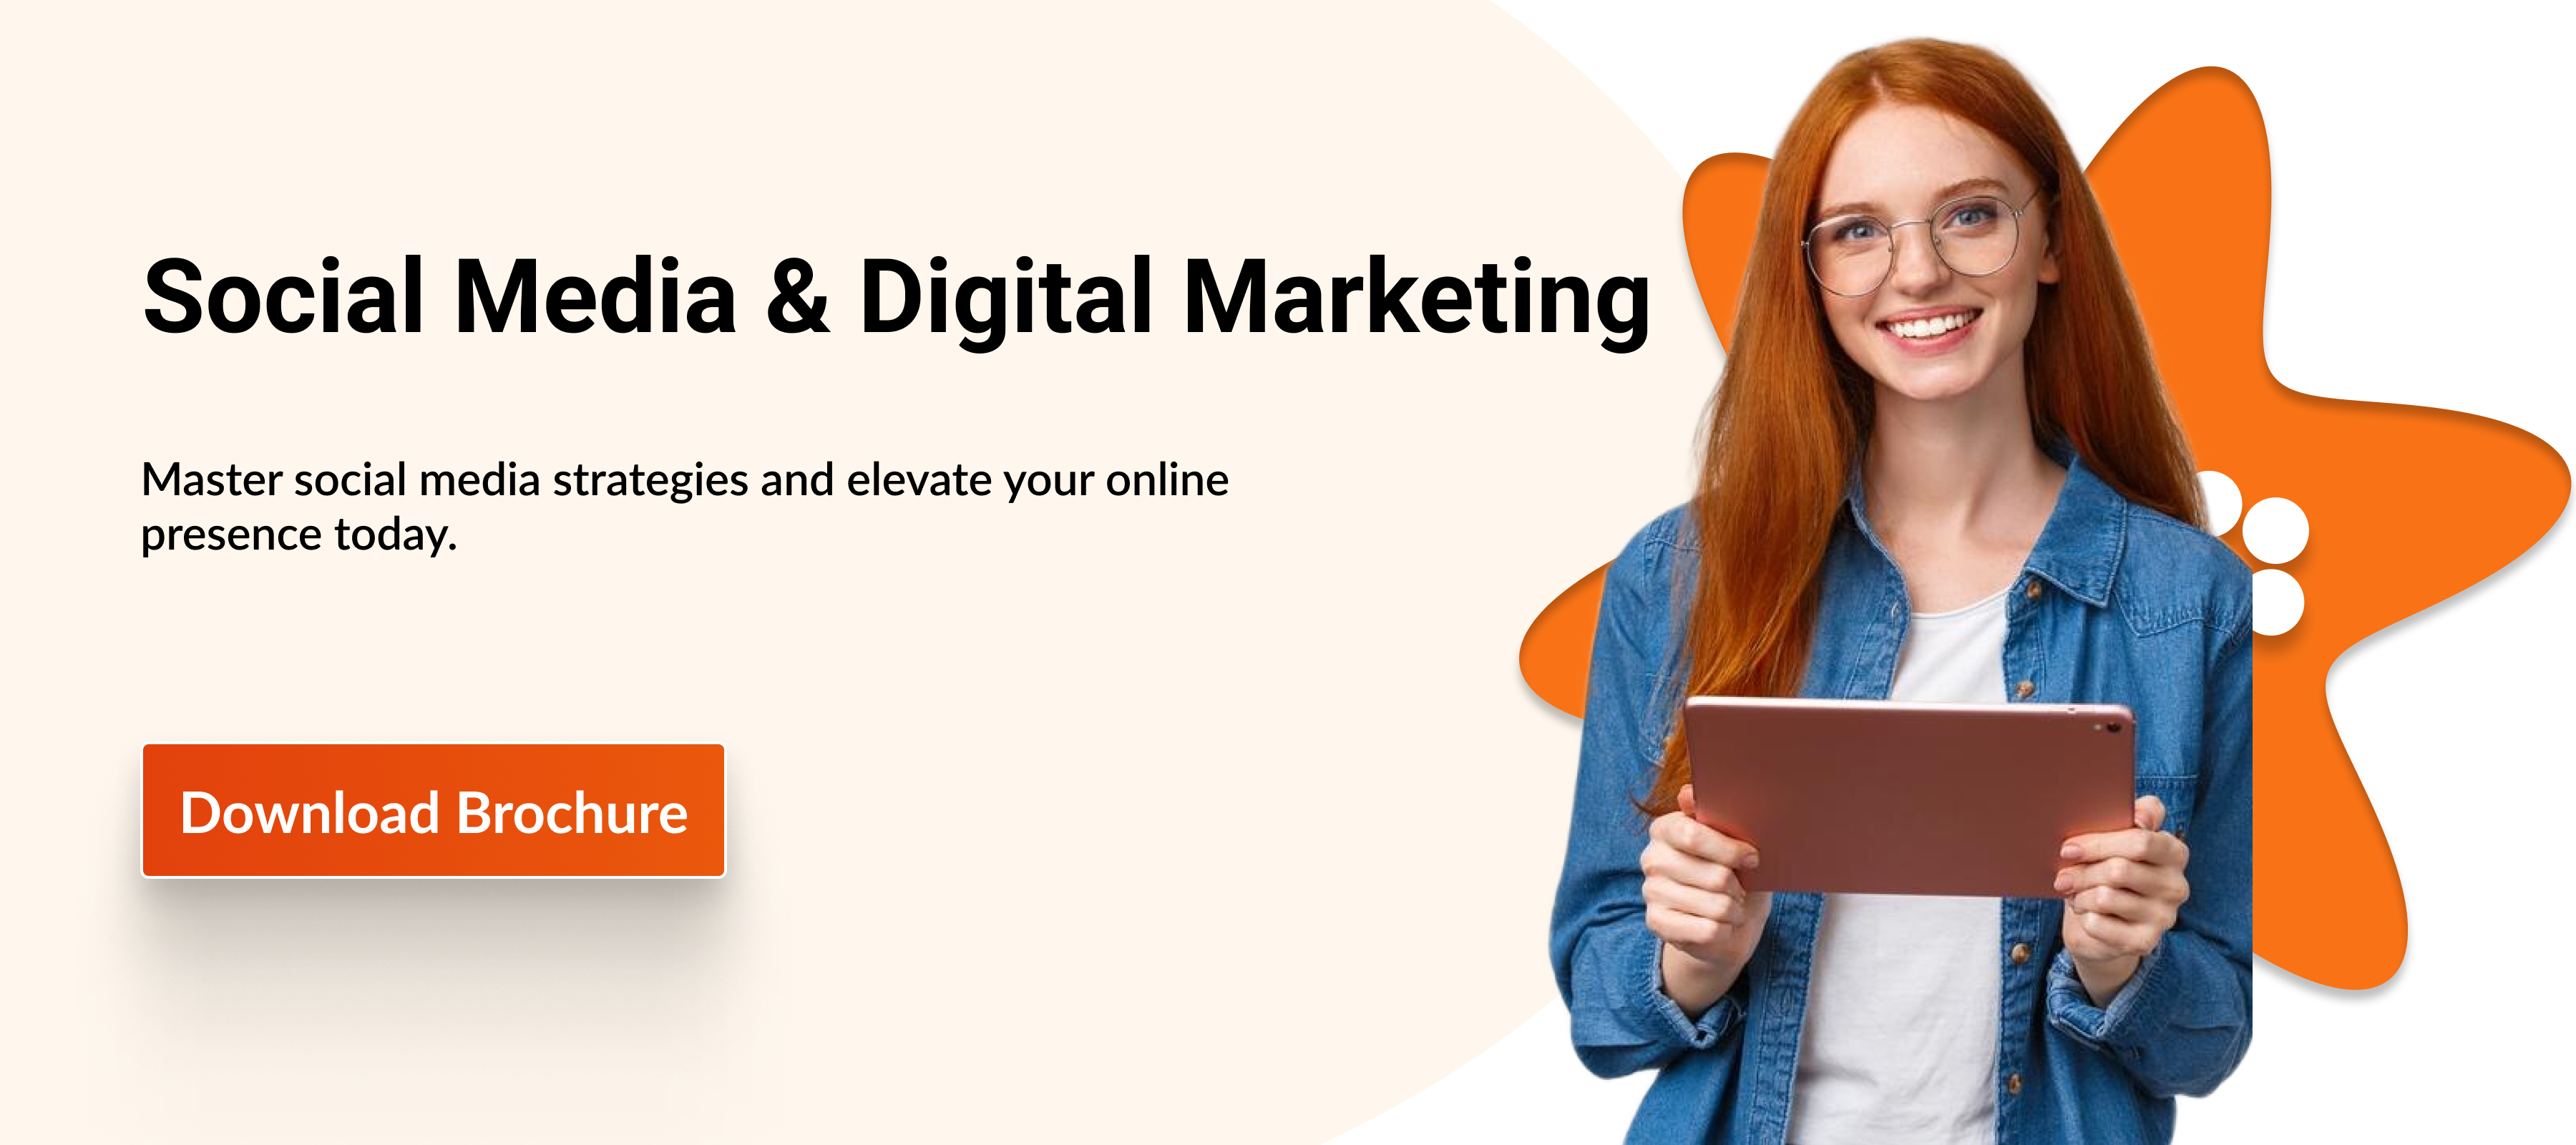 Social Media & Digital Marketing
Master social media strategies and elevate your online
presence today.
Download Brochure